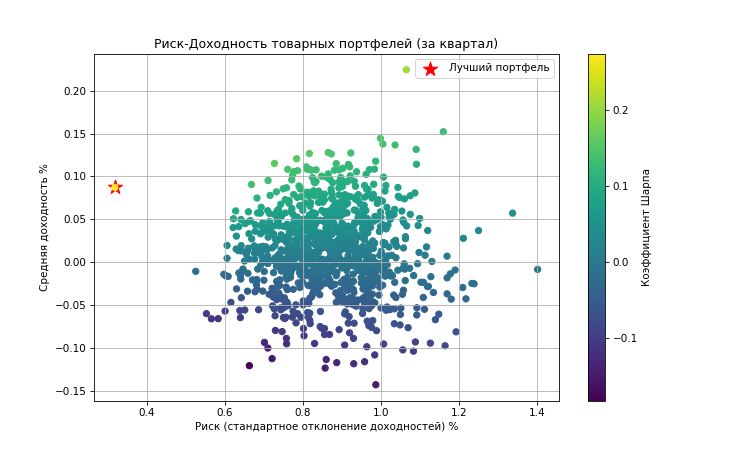 Риск-Доходность товарных портфелей (за квартал)
Лучший портфель
0.20
0.15
0.10
0.05
0.00
−0.05
−0.10
−0.15
Средняя доходность %
0.4 0.6 0.8 1.0 1.2 1.4
Риск (стандартное отклонение доходностей) %
0.2
0.1
0.0
−0.1
Коэффициент Шарпа